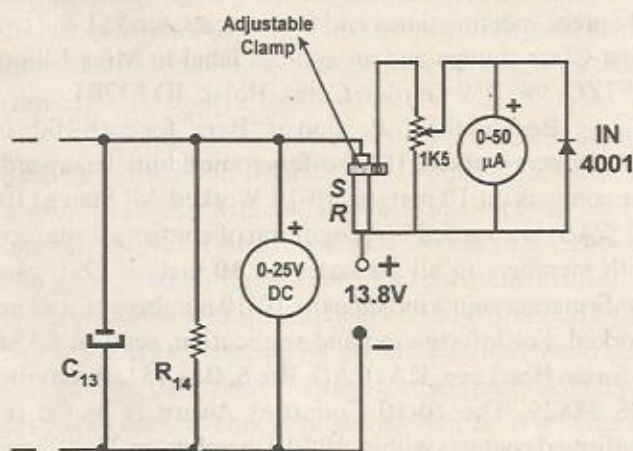 Adjustable
Clamp
+
0-50
µA
1K5
IN
4001
S
R
+
0-25V
DC
+
13.8V
-
C13
R14